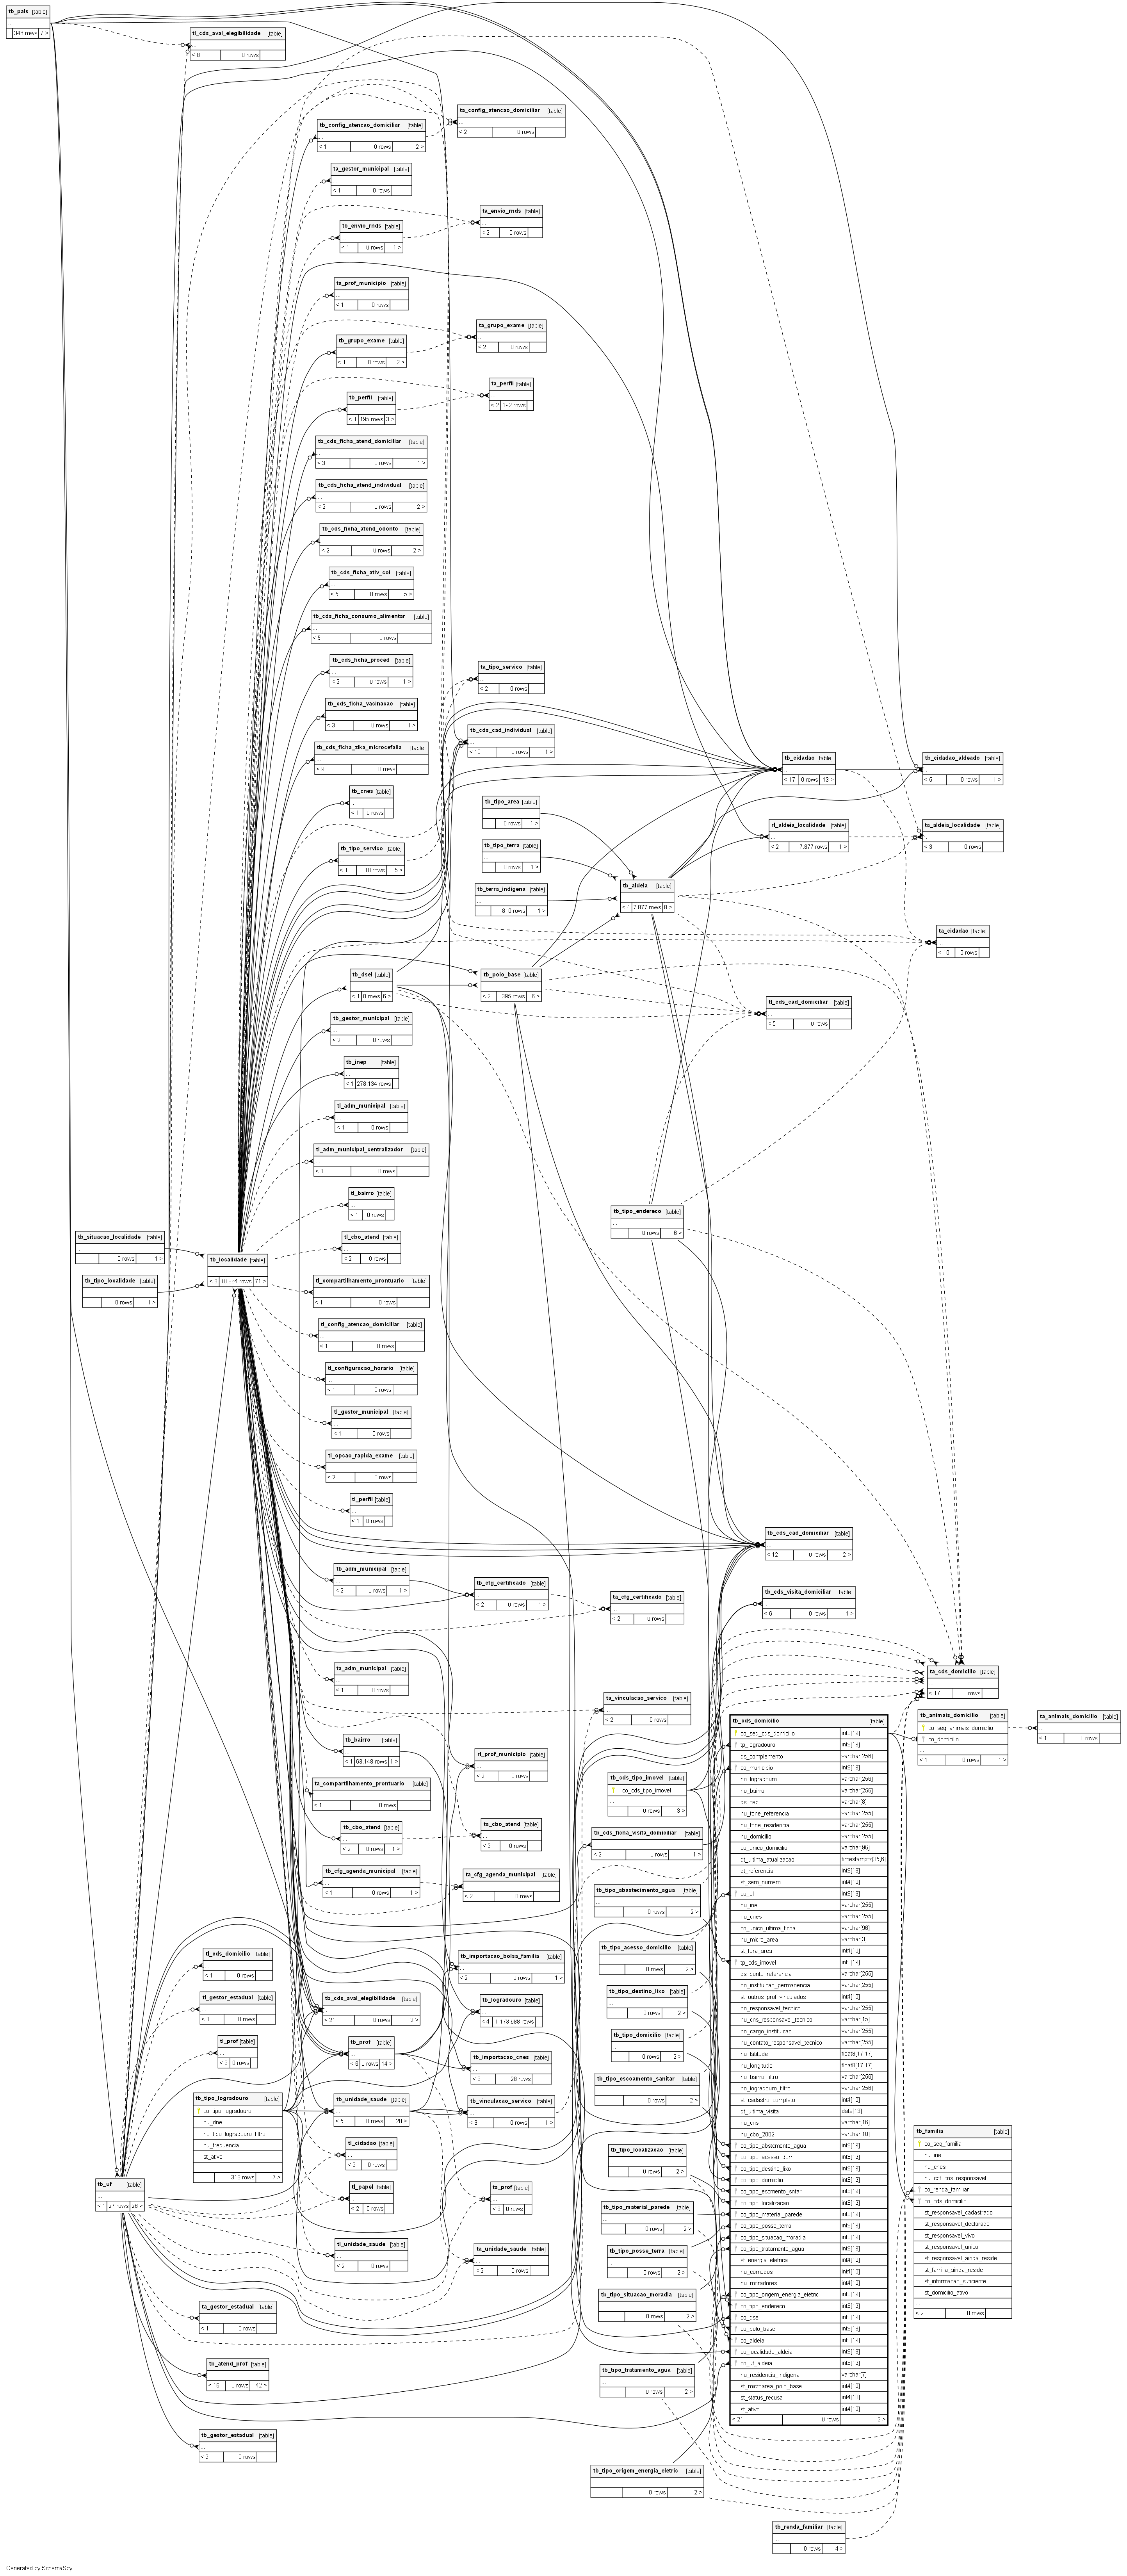 tb_pais [table]
346 rows 7 >
tl_cds_aval_elegibilidade [table]
< 8 0 rows
ta_config_atencao_domiciliar [table]
< 2 0 rows
tb_config_atencao_domiciliar [table]
< 1 0 rows 2 >
ta_gestor_municipal [table]
< 1 0 rows
ta_envio_rnds [table]
< 2 0 rows
tb_envio_rnds [table]
< 1 0 rows 1 >
ta_prof_municipio [table]
< 1 0 rows
ta_grupo_exame [table]
< 2 0 rows
tb_grupo_exame [table]
< 1 0 rows 2 >
ta_perfil [table]
< 2 192 rows
tb_perfil [table]
< 1 195 rows 3 >
tb_cds_ficha_atend_domiciliar [table]
< 3 0 rows 1 >
tb_cds_ficha_atend_individual [table]
< 2 0 rows 2 >
tb_cds_ficha_atend_odonto [table]
< 2 0 rows 2 >
tb_cds_ficha_ativ_col [table]
< 5 0 rows 5 >
tb_cds_ficha_consumo_alimentar [table]
< 5 0 rows
tb_cds_ficha_proced [table]
< 2 0 rows 1 >
ta_tipo_servico [table]
< 2 0 rows
tb_cds_ficha_vacinacao [table]
< 3 0 rows 1 >
tb_cds_cad_individual [table]
< 10 0 rows 1 >
tb_cds_ficha_zika_microcefalia [table]
< 8 0 rows
tb_cidadao [table]
< 17 0 rows 13 >
tb_cidadao_aldeado [table]
< 5 0 rows 1 >
tb_cnes [table]
< 1 0 rows
tb_tipo_area [table]
0 rows 1 >
rl_aldeia_localidade [table]
< 2 7.877 rows 1 >
ta_aldeia_localidade [table]
< 3 0 rows
tb_tipo_servico [table]
< 1 10 rows 5 >
tb_tipo_terra [table]
0 rows 1 >
tb_terra_indigena [table]
810 rows 1 >
tb_aldeia [table]
< 4 7.877 rows 8 >
ta_cidadao [table]
< 10 0 rows
tb_dsei [table]
< 1 0 rows 6 >
tb_polo_base [table]
< 2 395 rows 6 >
tl_cds_cad_domiciliar [table]
< 5 0 rows
tb_gestor_municipal [table]
< 2 0 rows
tb_inep [table]
< 1 278.134 rows
tl_adm_municipal [table]
< 1 0 rows
tl_adm_municipal_centralizador [table]
< 1 0 rows
tl_bairro [table]
< 1 0 rows
tb_tipo_endereco [table]
0 rows 6 >
tb_situacao_localidade [table]
0 rows 1 >
tl_cbo_atend [table]
< 2 0 rows
tb_localidade [table]
< 3 10.864 rows 71 >
tb_tipo_localidade [table]
0 rows 1 >
tl_compartilhamento_prontuario [table]
< 1 0 rows
tl_config_atencao_domiciliar [table]
< 1 0 rows
tl_configuracao_horario [table]
< 1 0 rows
tl_gestor_municipal [table]
< 1 0 rows
tl_opcao_rapida_exame [table]
< 2 0 rows
tl_perfil [table]
< 1 0 rows
tb_cds_cad_domiciliar [table]
< 12 0 rows 2 >
tb_adm_municipal [table]
< 2 0 rows 1 >
tb_cfg_certificado [table]
< 2 0 rows 1 >
ta_cfg_certificado [table]
< 2 0 rows
tb_cds_visita_domiciliar [table]
< 6 0 rows 1 >
ta_adm_municipal [table]
< 1 0 rows
ta_cds_domicilio [table]
< 17 0 rows
ta_vinculacao_servico [table]
< 2 0 rows
tb_animais_domicilio [table]
co_seq_animais_domicilio
co_domicilio
< 1 0 rows 1 >
ta_animais_domicilio [table]
< 1 0 rows
tb_bairro [table]
< 1 63.148 rows 1 >
rl_prof_municipio [table]
< 2 0 rows
tb_cds_tipo_imovel [table]
co_cds_tipo_imovel
0 rows 3 >
ta_compartilhamento_prontuario [table]
< 1 0 rows
tb_cbo_atend [table]
< 2 0 rows 1 >
ta_cbo_atend [table]
< 3 0 rows
tb_cds_ficha_visita_domiciliar [table]
< 2 0 rows 1 >
tb_cfg_agenda_municipal [table]
< 1 0 rows 1 >
ta_cfg_agenda_municipal [table]
< 2 0 rows
tb_tipo_abastecimento_agua [table]
0 rows 2 >
tb_tipo_acesso_domicilio [table]
0 rows 2 >
tb_tipo_destino_lixo [table]
0 rows 2 >
tb_tipo_domicilio [table]
0 rows 2 >
tb_tipo_escoamento_sanitar [table]
0 rows 2 >
tb_tipo_localizacao [table]
0 rows 2 >
tb_tipo_material_parede [table]
0 rows 2 >
tb_tipo_posse_terra [table]
0 rows 2 >
tb_tipo_situacao_moradia [table]
0 rows 2 >
tb_tipo_tratamento_agua [table]
0 rows 2 >
tb_tipo_origem_energia_eletric [table]
0 rows 2 >
tb_renda_familiar [table]
0 rows 4 >
tl_cds_domicilio [table]
< 1 0 rows
tl_gestor_estadual [table]
< 1 0 rows
tl_prof [table]
< 3 0 rows
tb_importacao_bolsa_familia [table]
< 2 0 rows 1 >
tb_cds_aval_elegibilidade [table]
< 21 0 rows 2 >
tb_logradouro [table]
< 4 1.173.888 rows
tb_prof [table]
< 6 0 rows 14 >
tb_importacao_cnes [table]
< 3 28 rows
tb_tipo_logradouro [table]
co_tipo_logradouro
nu_dne
no_tipo_logradouro_filtro
nu_frequencia
st_ativo
313 rows 7 >
tb_unidade_saude [table]
< 5 0 rows 20 >
tb_vinculacao_servico [table]
< 3 0 rows 1 >
tl_cidadao [table]
< 8 0 rows
tl_papel [table]
< 2 0 rows
ta_prof [table]
< 3 0 rows
tb_uf [table]
< 1 27 rows 26 >
tl_unidade_saude [table]
< 2 0 rows
ta_unidade_saude [table]
< 2 0 rows
ta_gestor_estadual [table]
< 1 0 rows
tb_atend_prof [table]
< 16 0 rows 42 >
tb_gestor_estadual [table]
< 2 0 rows
tb_cds_domicilio [table]
co_seq_cds_domicilio int8[19]
tp_logradouro int8[19]
ds_complemento varchar[256]
co_municipio int8[19]
no_logradouro varchar[256]
no_bairro varchar[256]
ds_cep varchar[8]
nu_fone_referencia varchar[255]
nu_fone_residencia varchar[255]
nu_domicilio varchar[255]
co_unico_domicilio varchar[96]
dt_ultima_atualizacao timestamptz[35,6]
qt_referencia int8[19]
st_sem_numero int4[10]
co_uf int8[19]
nu_ine varchar[255]
nu_cnes varchar[255]
co_unico_ultima_ficha varchar[96]
nu_micro_area varchar[3]
st_fora_area int4[10]
tp_cds_imovel int8[19]
ds_ponto_referencia varchar[255]
no_instituicao_permanencia varchar[255]
st_outros_prof_vinculados int4[10]
no_responsavel_tecnico varchar[255]
nu_cns_responsavel_tecnico varchar[15]
no_cargo_instituicao varchar[255]
nu_contato_responsavel_tecnico varchar[255]
nu_latitude float8[17,17]
nu_longitude float8[17,17]
no_bairro_filtro varchar[256]
no_logradouro_filtro varchar[256]
st_cadastro_completo int4[10]
dt_ultima_visita date[13]
nu_cns varchar[16]
nu_cbo_2002 varchar[10]
co_tipo_abstcmento_agua int8[19]
co_tipo_acesso_dom int8[19]
co_tipo_destino_lixo int8[19]
co_tipo_domicilio int8[19]
co_tipo_escmento_sntar int8[19]
co_tipo_localizacao int8[19]
co_tipo_material_parede int8[19]
co_tipo_posse_terra int8[19]
co_tipo_situacao_moradia int8[19]
co_tipo_tratamento_agua int8[19]
st_energia_eletrica int4[10]
nu_comodos int4[10]
nu_moradores int4[10]
co_tipo_origem_energia_eletric int8[19]
co_tipo_endereco int8[19]
co_dsei int8[19]
co_polo_base int8[19]
co_aldeia int8[19]
co_localidade_aldeia int8[19]
co_uf_aldeia int8[19]
nu_residencia_indigena varchar[7]
st_microarea_polo_base int4[10]
st_status_recusa int4[10]
st_ativo int4[10]
< 21 0 rows 3 >
tb_familia [table]
co_seq_familia
nu_ine
nu_cnes
nu_cpf_cns_responsavel
co_renda_familiar
co_cds_domicilio
st_responsavel_cadastrado
st_responsavel_declarado
st_responsavel_vivo
st_responsavel_unico
st_responsavel_ainda_reside
st_familia_ainda_reside
st_informacao_suficiente
st_domicilio_ativo
< 2 0 rows
Generated by SchemaSpy